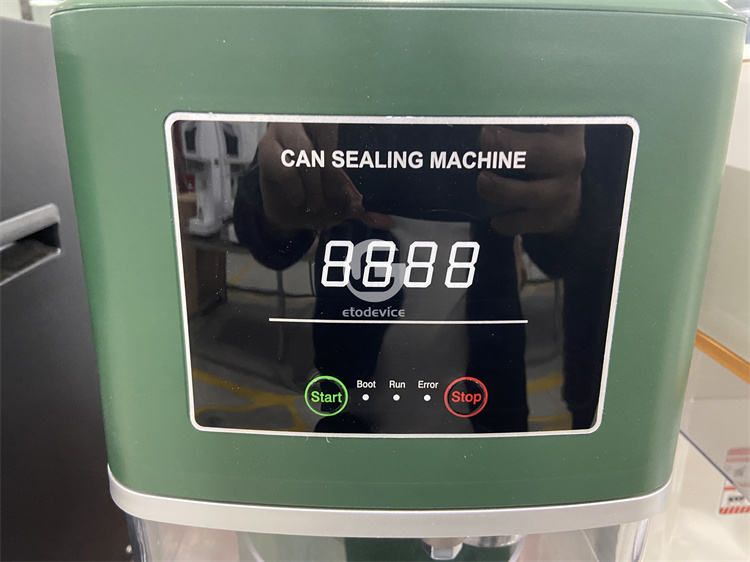 CAN SEALING MACHINE
8888
etodevice
Boot Run Error
Start Stop